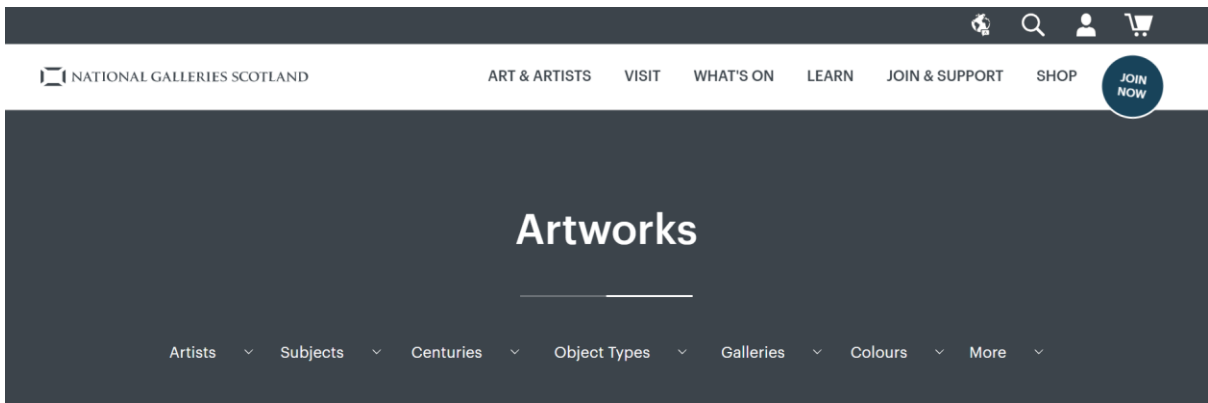 NATIONAL GALLERIES SCOTLAND
ART & ARTISTS VISIT WHAT'S ON LEARN JOIN & SUPPORT SHOP
JOIN
NOW
Artworks
Artists Subjects Centuries Object Types Galleries Colours More